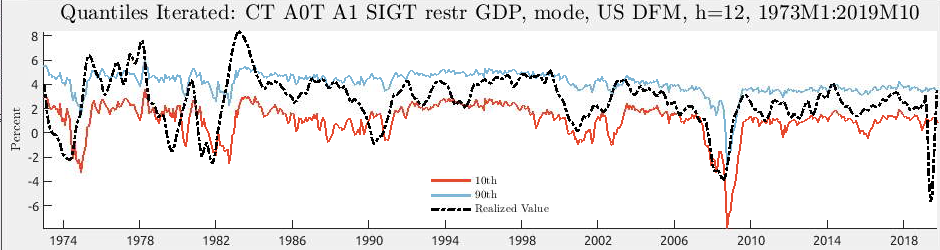 Quantiles Iterated: CT A0T A1 SIGT restr GDP, mode, US DFM, h=12, 1973M1:2019M10
8
6
4
2
0
-2
-4
-6
Percent
10th
90th
Realized Value
1974 1978 1982 1986 1990 1994 1998 2002 2006 2010 2014 2018